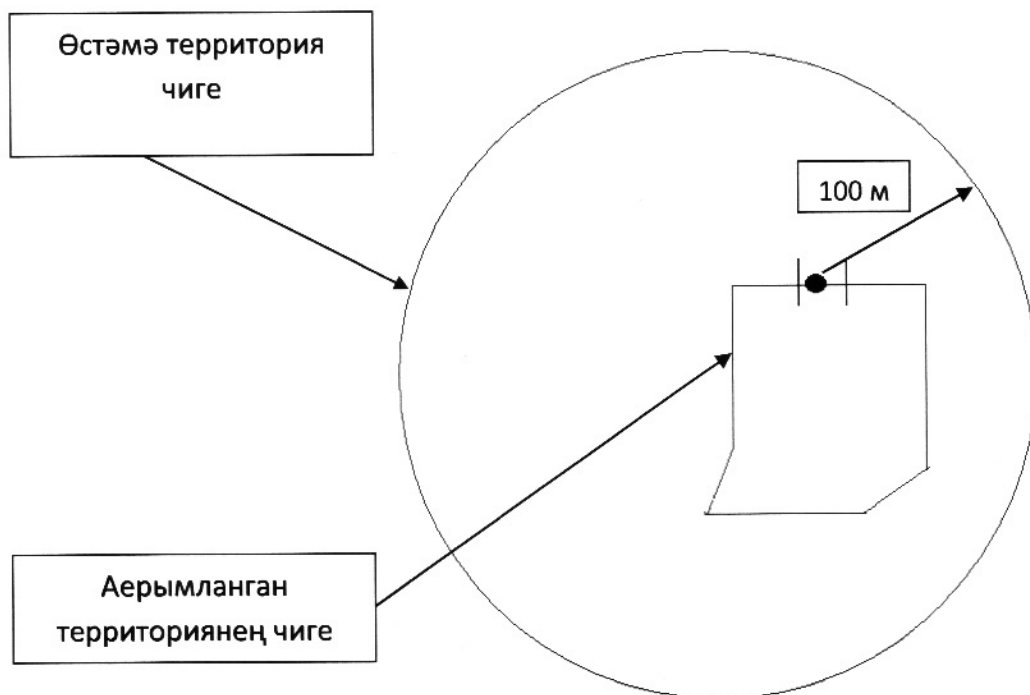 Өстәмә территория
чиге
100 м
Аерымланган
территориянең чиге